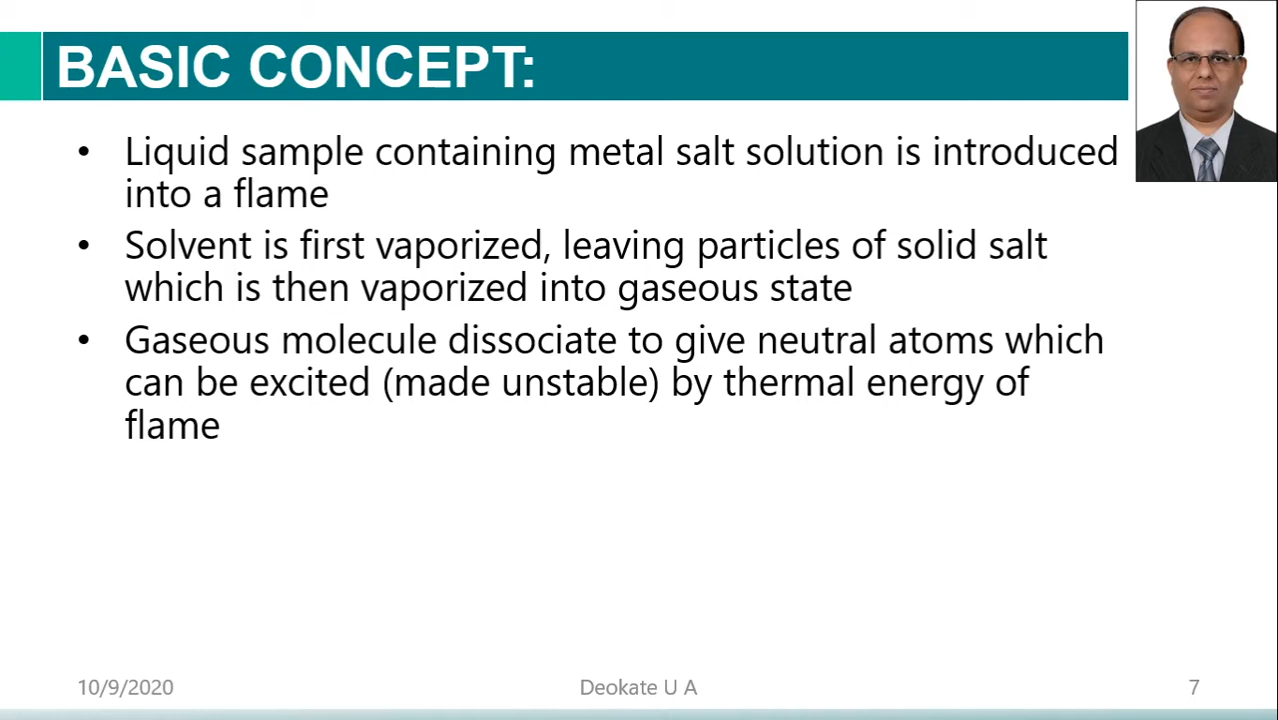 BASIC CONCEPT:
• Liquid sample containing metal salt solution is introduced
into a flame
• Solvent is first vaporized, leaving particles of solid salt
which is then vaporized into gaseous state
• Gaseous molecule dissociate to give neutral atoms which
can be excited (made unstable) by thermal energy of
flame
10/9/2020
Deokate U A
7